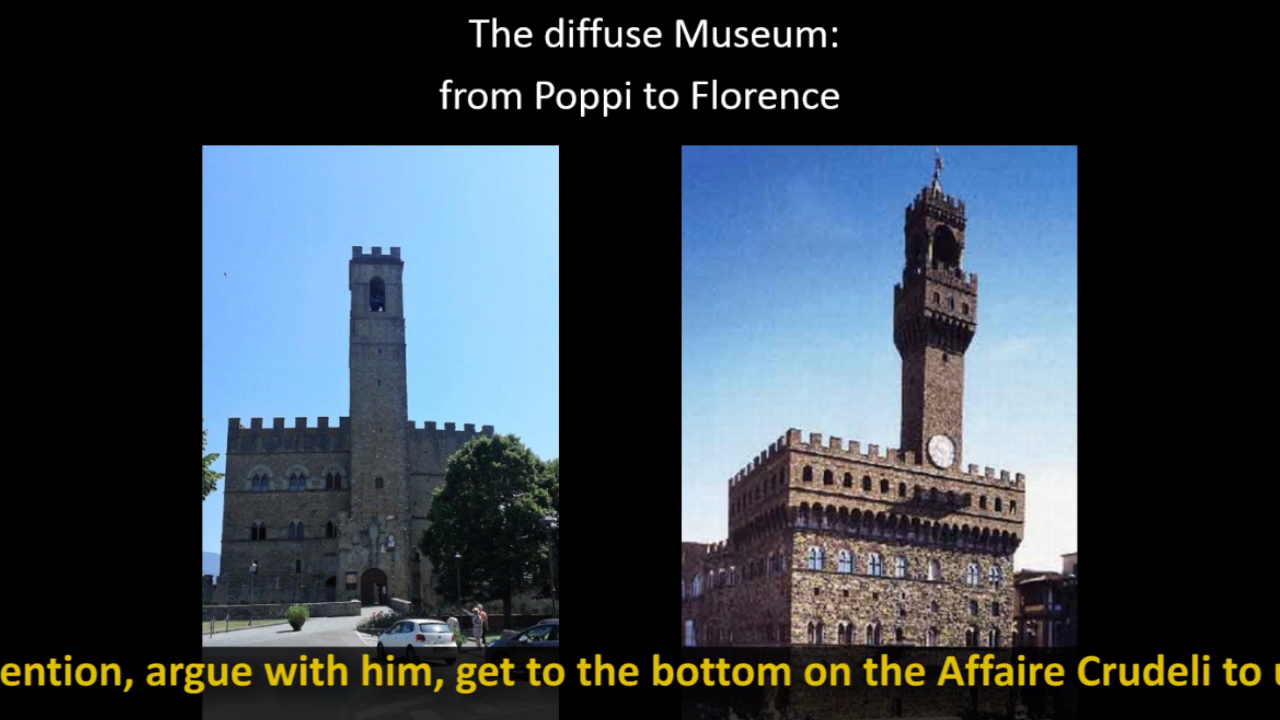 The diffuse Museum:
from Poppi to Florence
argue with him, get to the bottom on the Affaire Crudeli to